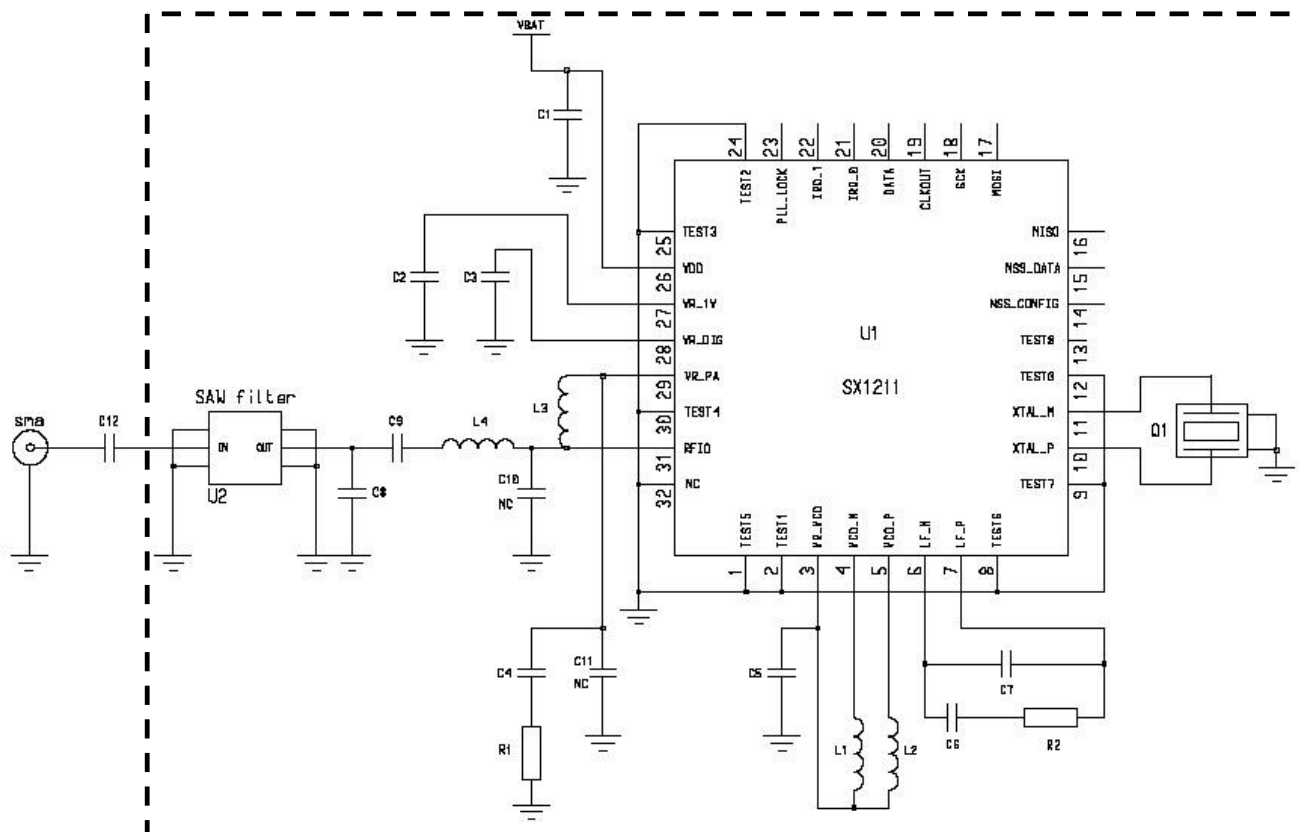 VBAT
C1
24
23
22
21
20
19
18
17
TEST2
PLL_LOCK
IRQ_1
IRQ_0
DATA
CLKOUT
SCK
MOSI
TEST3
25
MISO
16
VDD
26
NSS_DATA
15
C2
C3
VR_1V
27
NSS_CONFIG
14
U1
VR_DIG
28
TEST8
13
SAW filter
VR_PA
29
SX1211
TEST0
12
L3
TEST4
30
XTAL_M
11
sma
C12
C9
L4
Q1
IN
OUT
RFIO
31
XTAL_P
10
U2
C8
C10
NC
NC
32
TEST7
9
TEST5
TEST1
VR_VCO
VCO_M
VCO_P
LF_M
LF_P
TEST6
1
2
3
4
5
6
7
8
C4
C11
NC
C5
C7
R1
L1
L2
C6
R2